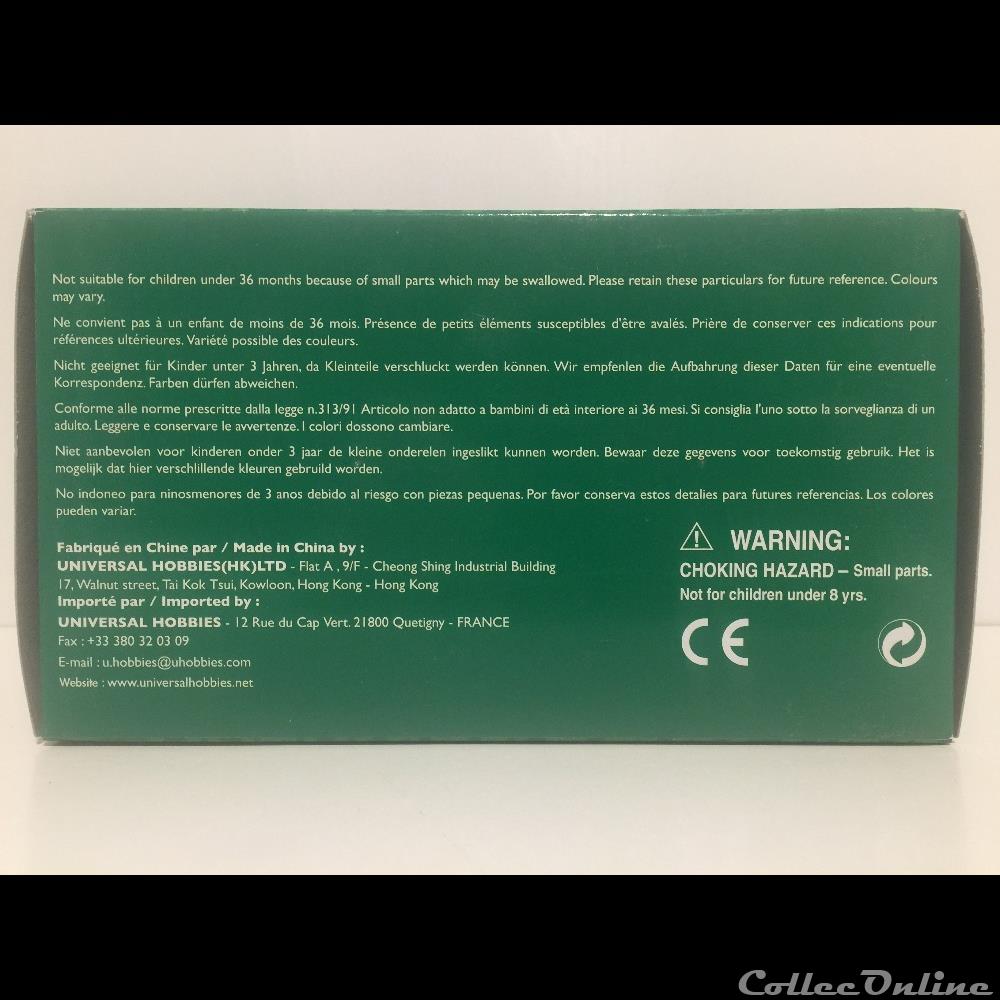 Not suitable for children under 36 months because of small parts which may be swallowed. Please retain these particulars for future reference. Colours
may vary.
Ne convient pas à un enfant de moins de 36 mois. Présence de petits éléments susceptibles d'être avalés. Prière de conserver ces indications pour
références ultérieures. Variété possible des couleurs.
Nicht geeignet für Kinder unter 3 Jahren, da Kleinteile verschluckt werden können. Wir empfenlen die Aufbahrung dieser Daten für eine eventuelle
Korrespondenz. Farben dürfen abweichen.
Conforme alle norme prescritte dalla legge n.313/91 Articolo non adatto a bambini di età interiore ai 36 mesi. Si consiglia l'uno sotto la sorveglianza di un
adulto. Leggere e conservare le avvertenze. I colori dossono cambiare.
Niet aanbevolen voor kinderen onder 3 jaar de kleine onderelen ingeslikt kunnen worden. Bewaar deze gegevens voor toekomstig gebruik. Het is
mogelijk dat hier verschlillende kleuren gebruild worden.
No indoneo para ninosmenores de 3 anos debido al riesgo con piezas pequenas. Por favor conserva estos detalies para futures referencias. Los colores
pueden variar.
Fabriqué en Chine par / Made in China by :
UNIVERSAL HOBBIES(HK)LTD - Flat A , 9/F - Cheong Shing Industrial Building
17, Walnut street, Tai Kok Tsui, Kowloon, Hong Kong - Hong Kong
Importé par / Imported by :
UNIVERSAL HOBBIES - 12 Rue du Cap Vert. 21800 Quetigny - FRANCE
Fax : +33 380 32 03 09
E-mail : u.hobbies@uhobbies.com
Website : www.universalhobbies.net
WARNING:
CHOKING HAZARD – Small parts.
Not for children under 8 yrs.
CE
CollecOnline